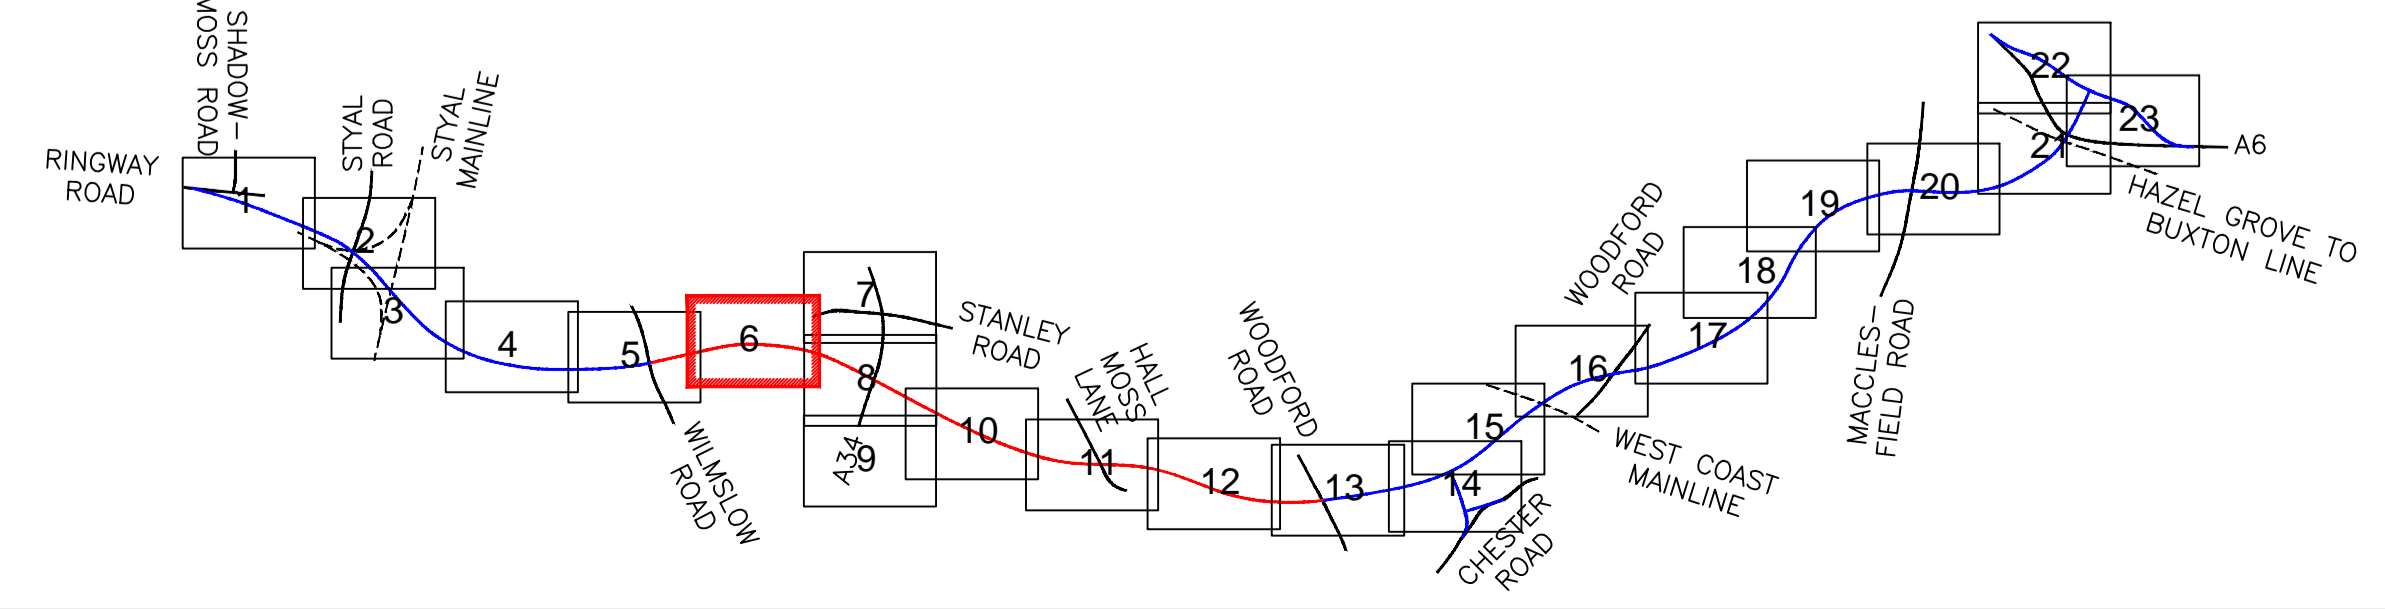 MOSS ROAD
SHADOW-
RINGWAY
ROAD
1
STYAL
ROAD
STYAL
MAINLINE
2
3
4
5
WILMSLOW
ROAD
6
7
STANLEY
ROAD
8
A34
9
10
HALL
MOSS
LANE
11
12
WOODFORD
ROAD
13
14
CHESTER
ROAD
15
WEST COAST
MAINLINE
16
WOODFORD
ROAD
17
18
19
MACCLES-
FIELD ROAD
20
21
22
23
A6
HAZEL GROVE TO
BUXTON LINE